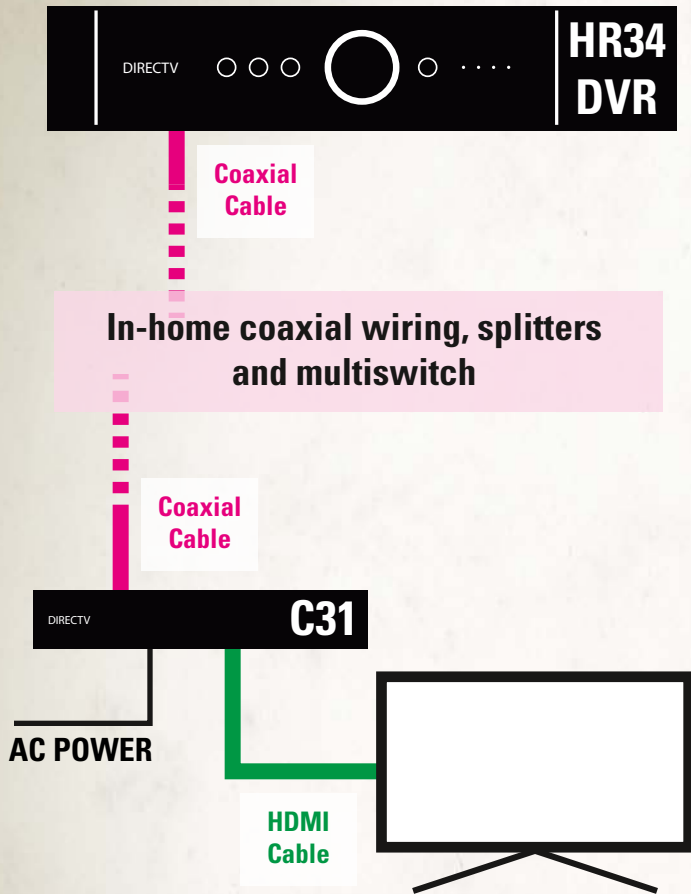 DIRECTV
HR34
DVR
Coaxial
Cable
In-home coaxial wiring, splitters
and multiswitch
Coaxial
Cable
DIRECTV
C31
AC POWER
HDMI
Cable